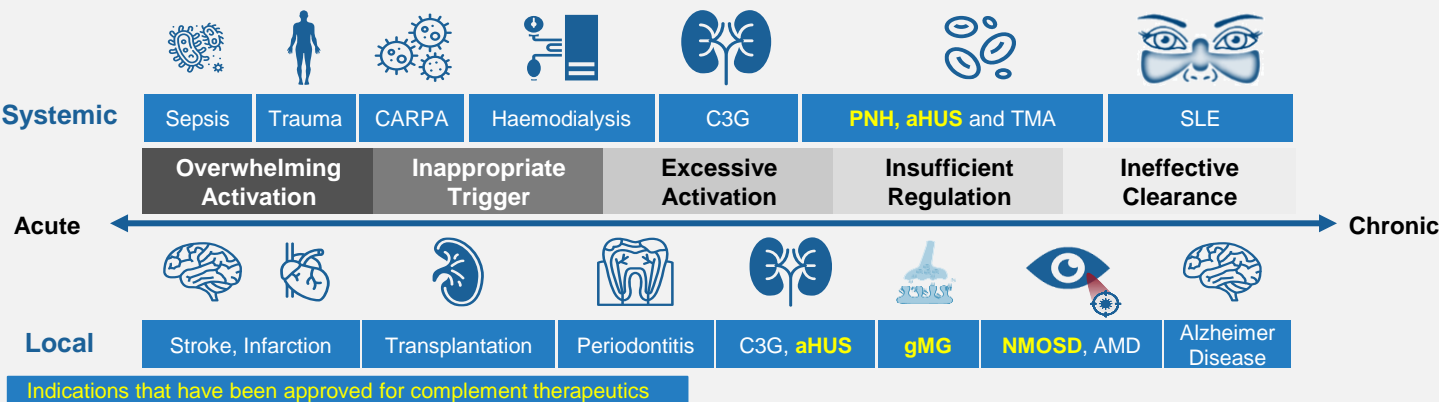 Systemic
Sepsis
Trauma
CARPA
Haemodialysis
C3G
PNH, aHUS and TMA
SLE
Overwhelming
Activation
Inappropriate
Trigger
Excessive
Activation
Insufficient
Regulation
Ineffective
Clearance
Acute
Chronic
Local
Stroke, Infarction
Transplantation
Periodontitis
C3G, aHUS
gMG
NMOSD, AMD
Alzheimer
Disease
Indications that have been approved for complement therapeutics